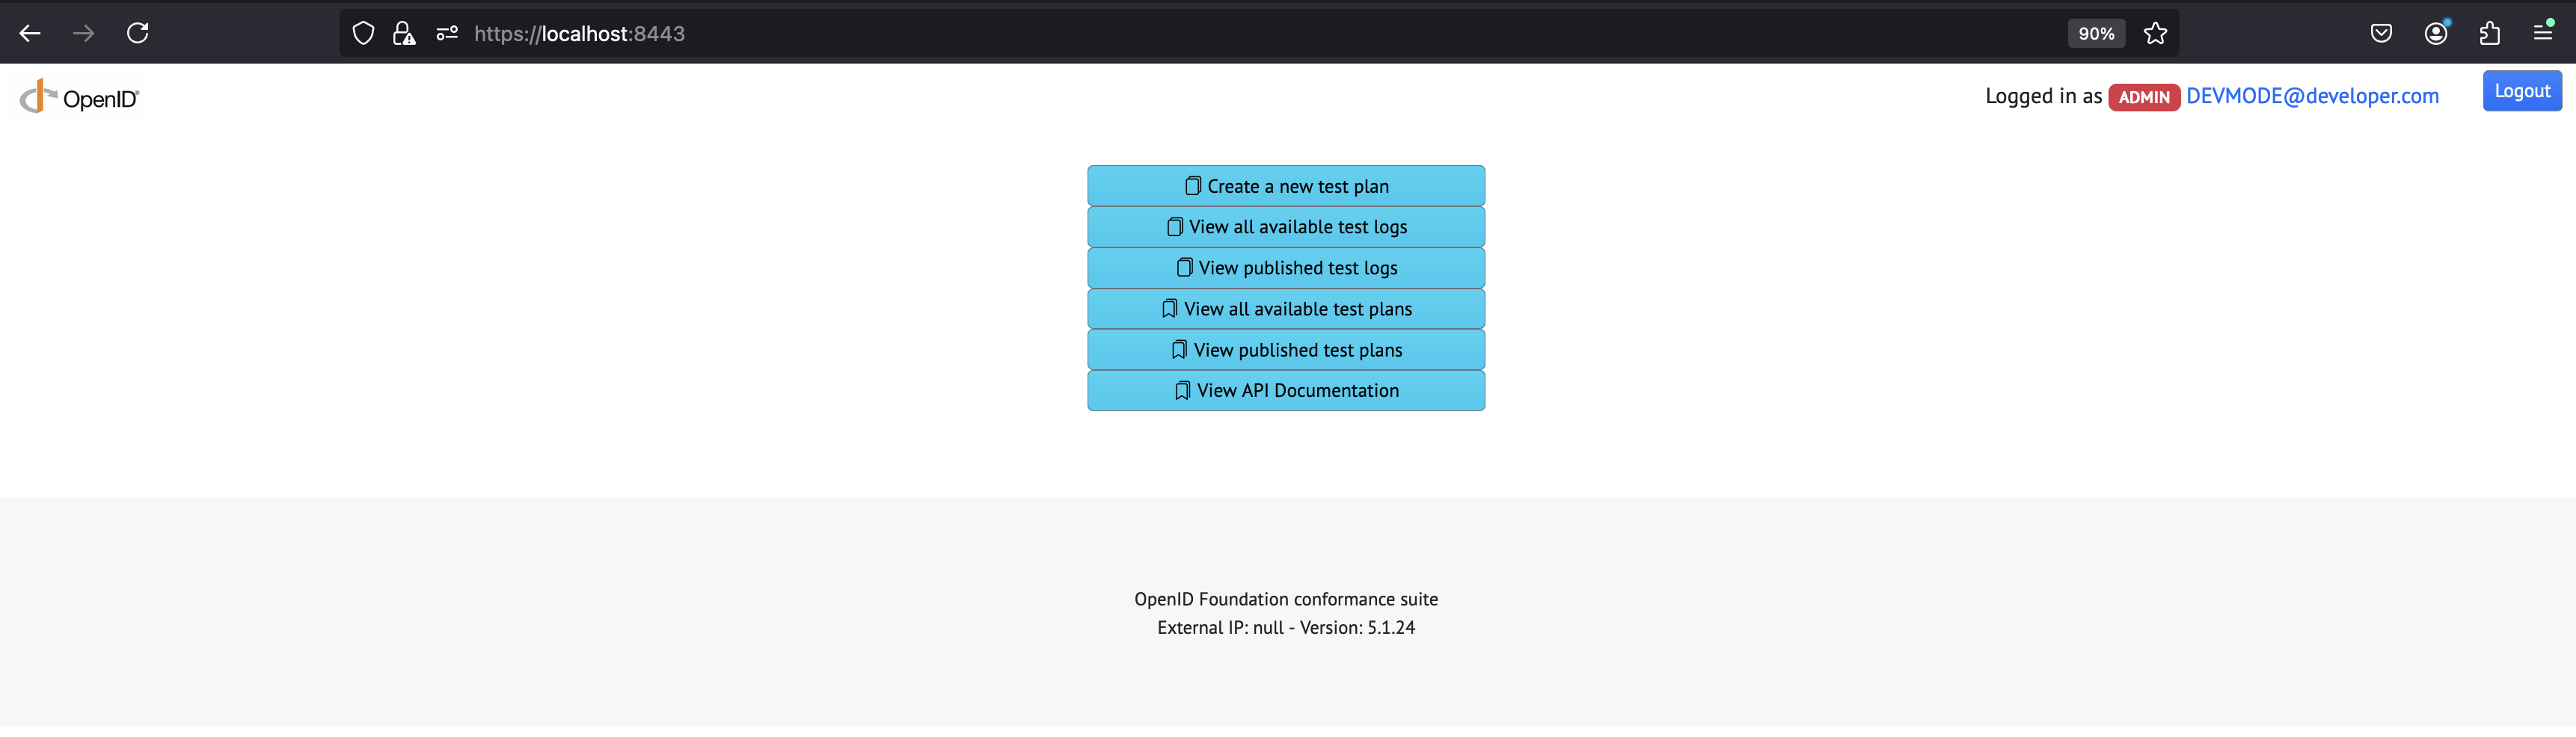 https://localhost:8443
90%
OpenID®
Logged in as ADMIN DEVMODE@developer.com
Logout
Create a new test plan
View all available test logs
View published test logs
View all available test plans
View published test plans
View API Documentation
OpenID Foundation conformance suite
External IP: null - Version: 5.1.24